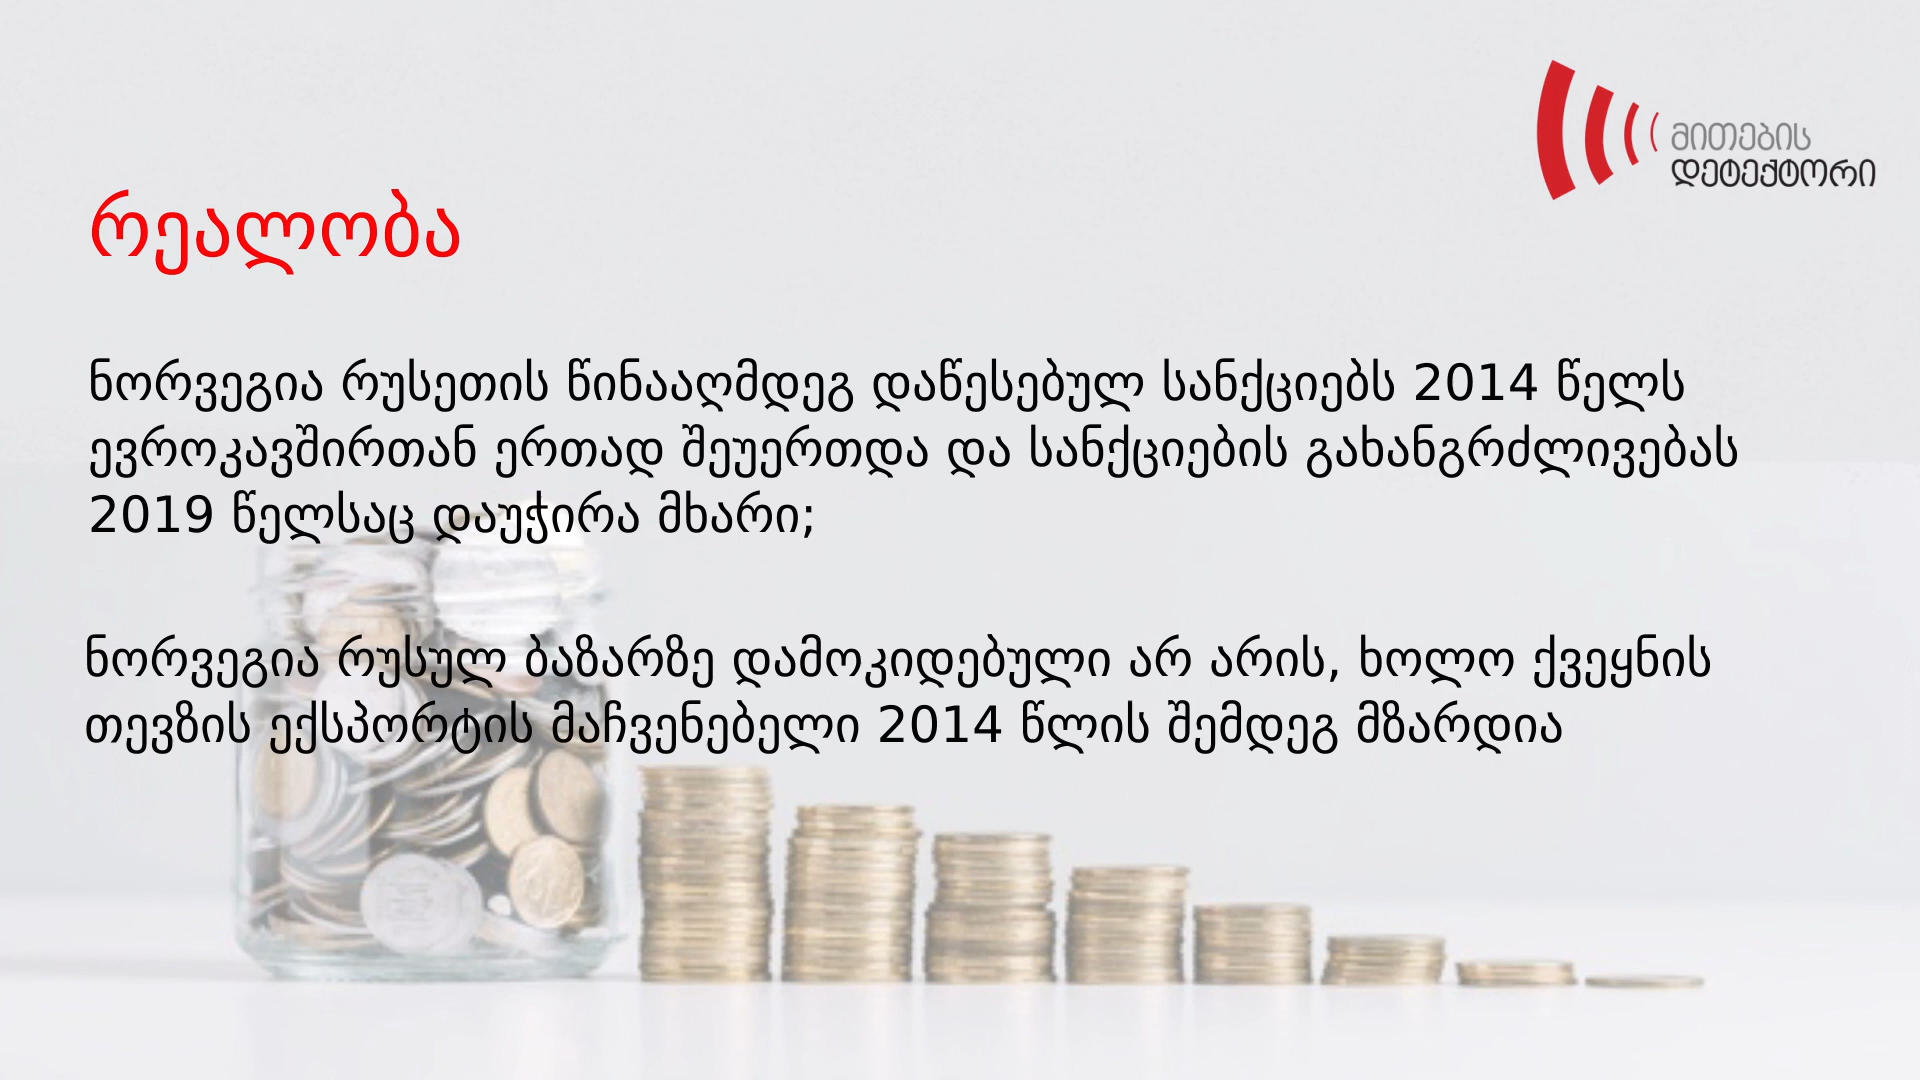 მითების
დეტექტორი
რეალობა
ნორვეგია რუსეთის წინააღმდეგ დაწესებულ სანქციებს 2014 წელს
ევროკავშირთან ერთად შეუერთდა და სანქციების გახანგრძლივებას
2019 წელსაც დაუჭირა მხარი;
ნორვეგია რუსულ ბაზარზე დამოკიდებული არ არის, ხოლო ქვეყნის
თევზის ექსპორტის მაჩვენებელი 2014 წლის შემდეგ მზარდია